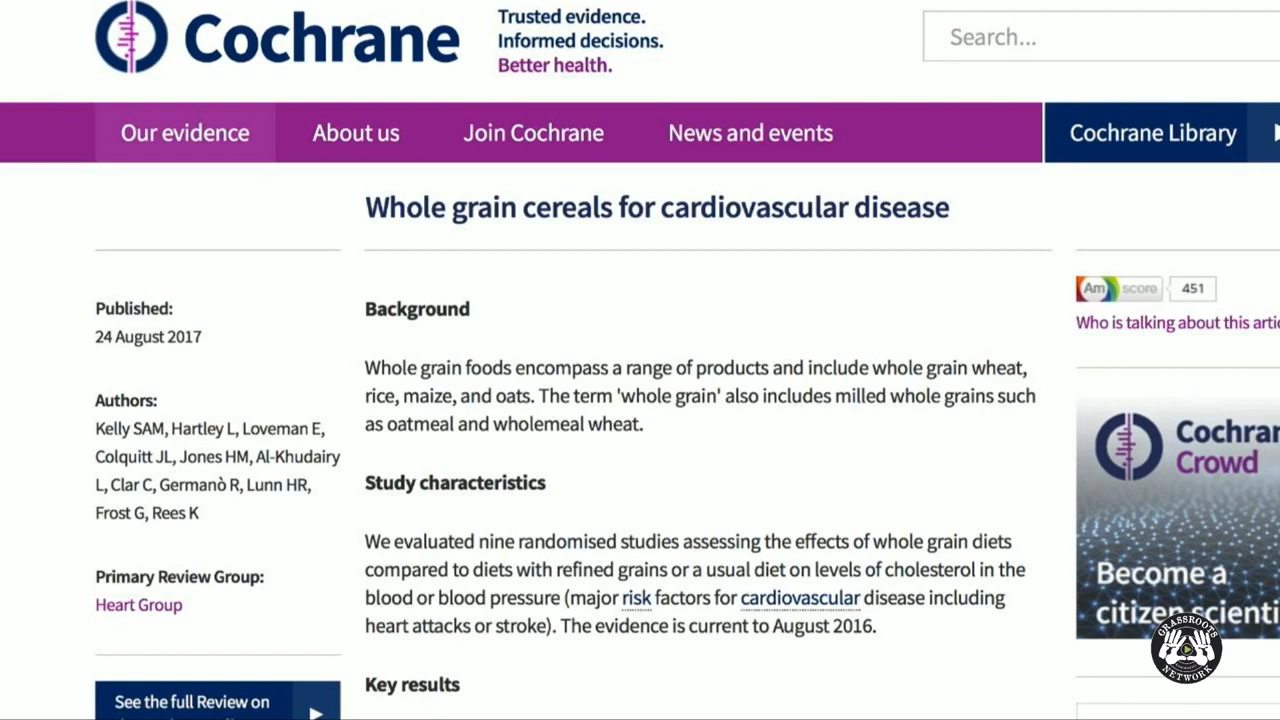 Cochrane
Trusted evidence.
Informed decisions.
Better health.
Search...
Our evidence
About us
Join Cochrane
News and events
Cochrane Library
Whole grain cereals for cardiovascular disease
Published:
24 August 2017
Authors:
Kelly SAM, Hartley L, Loveman E,
Colquitt JL, Jones HM, Al-Khudairy
L, Clar C, Germanò R, Lunn HR,
Frost G, Rees K
Primary Review Group:
Heart Group
See the full Review on
Background
Whole grain foods encompass a range of products and include whole grain wheat,
rice, maize, and oats. The term 'whole grain' also includes milled whole grains such
as oatmeal and wholemeal wheat.
Study characteristics
We evaluated nine randomised studies assessing the effects of whole grain diets
compared to diets with refined grains or a usual diet on levels of cholesterol in the
blood or blood pressure (major risk factors for cardiovascular disease including
heart attacks or stroke). The evidence is current to August 2016.
Key results
Am score 451
Who is talking about this artic
Cochran
Crowd
Become a
citizen scienti
GRASSROOTS
NETWORK